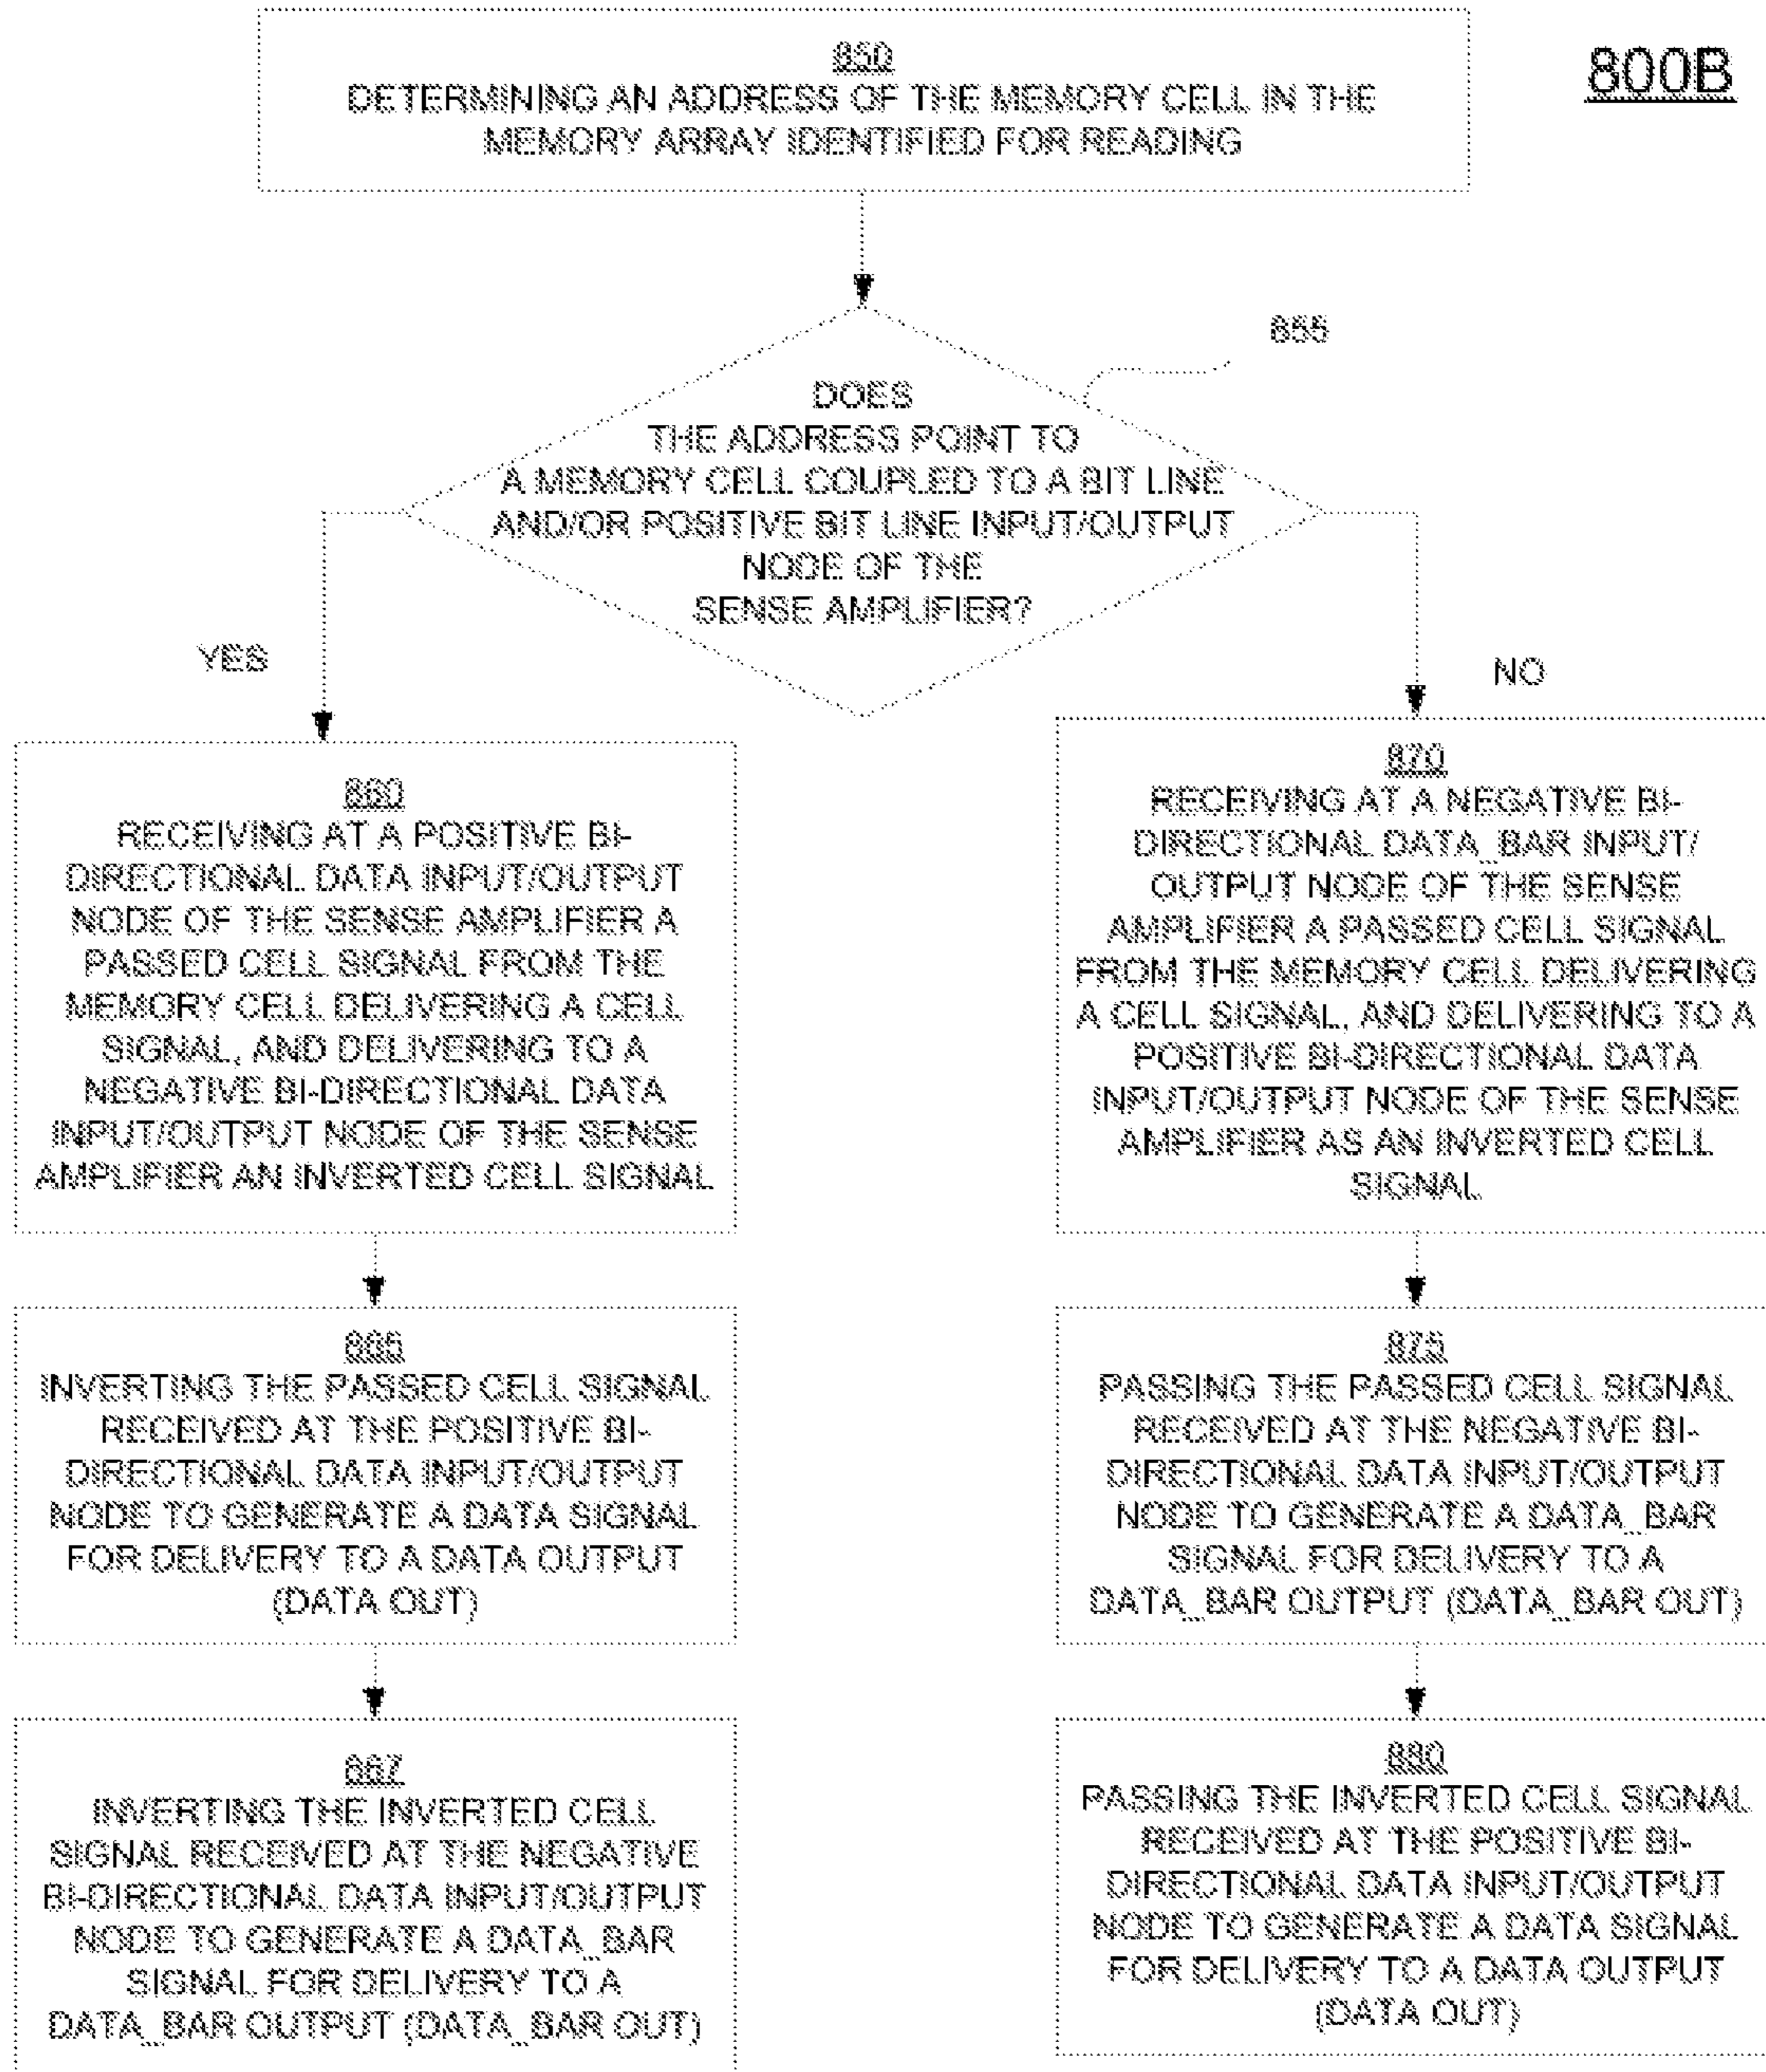 800B
850
DETERMINING AN ADDRESS OF THE MEMORY CELL IN THE
MEMORY ARRAY IDENTIFIED FOR READING
855
DOES
THE ADDRESS POINT TO
A MEMORY CELL COUPLED TO A BIT LINE
AND/OR POSITIVE BIT LINE INPUT/OUTPUT
NODE OF THE
SENSE AMPLIFIER?
YES
NO
860
RECEIVING AT A POSITIVE BI-
DIRECTIONAL DATA INPUT/OUTPUT
NODE OF THE SENSE AMPLIFIER A
PASSED CELL SIGNAL FROM THE
MEMORY CELL DELIVERING A CELL
SIGNAL, AND DELIVERING TO A
NEGATIVE BI-DIRECTIONAL DATA
INPUT/OUTPUT NODE OF THE SENSE
AMPLIFIER AN INVERTED CELL SIGNAL
865
INVERTING THE PASSED CELL SIGNAL
RECEIVED AT THE POSITIVE BI-
DIRECTIONAL DATA INPUT/OUTPUT
NODE TO GENERATE A DATA SIGNAL
FOR DELIVERY TO A DATA OUTPUT
(DATA OUT)
867
INVERTING THE INVERTED CELL
SIGNAL RECEIVED AT THE NEGATIVE
BI-DIRECTIONAL DATA INPUT/OUTPUT
NODE TO GENERATE A DATA_BAR
SIGNAL FOR DELIVERY TO A
DATA_BAR OUTPUT (DATA_BAR OUT)
870
RECEIVING AT A NEGATIVE BI-
DIRECTIONAL DATA_BAR INPUT/
OUTPUT NODE OF THE SENSE
AMPLIFIER A PASSED CELL SIGNAL
FROM THE MEMORY CELL DELIVERING
A CELL SIGNAL, AND DELIVERING TO A
POSITIVE BI-DIRECTIONAL DATA
INPUT/OUTPUT NODE OF THE SENSE
AMPLIFIER AS AN INVERTED CELL
SIGNAL
875
PASSING THE PASSED CELL SIGNAL
RECEIVED AT THE NEGATIVE BI-
DIRECTIONAL DATA INPUT/OUTPUT
NODE TO GENERATE A DATA_BAR
SIGNAL FOR DELIVERY TO A
DATA_BAR OUTPUT (DATA_BAR OUT)
880
PASSING THE INVERTED CELL SIGNAL
RECEIVED AT THE POSITIVE BI-
DIRECTIONAL DATA INPUT/OUTPUT
NODE TO GENERATE A DATA SIGNAL
FOR DELIVERY TO A DATA OUTPUT
(DATA OUT)